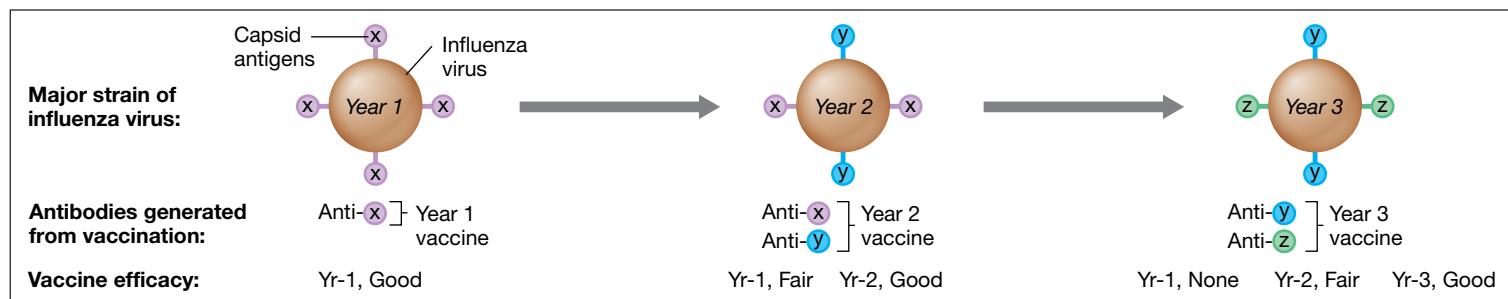 Capsid
antigens
Influenza
virus
Major strain of
influenza virus:
x
x Year 1 x
x
y
x Year 2 x
y
y
z Year 3 z
y
Antibodies generated
from vaccination:
Anti-x Year 1
vaccine
Anti-x Year 2
Anti-y vaccine
Anti-y Year 3
Anti-z vaccine
Vaccine efficacy: Yr-1, Good Yr-1, Fair Yr-2, Good Yr-1, None Yr-2, Fair Yr-3, Good